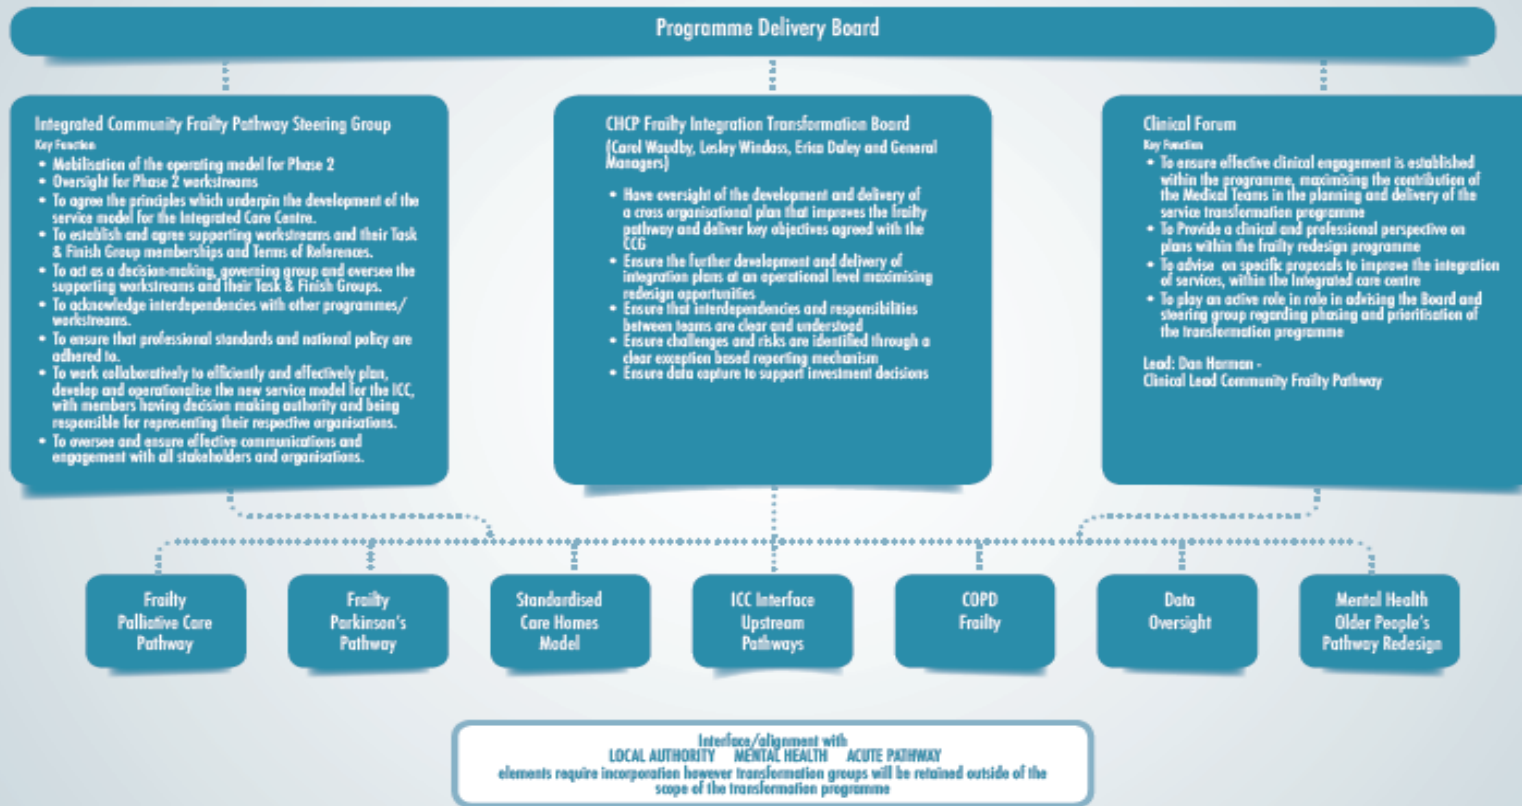 Programme Delivery Board
Integrated Community Frailty Pathway Steering Group
Key Function
• Mobilisation of the operating model for Phase 2
• Oversight for Phase 2 workstreams
• To agree the principles which underpin the development of the
service model for the Integrated Care Centre.
• To establish and agree supporting workstreams and their Task
& Finish Group memberships and Terms of References.
• To act as a decision-making, governing group and oversee the
supporting workstreams and their Task & Finish Groups.
• To acknowledge interdependencies with other programmes/
workstreams.
• To ensure that professional standards and national policy are
adhered to.
• To work collaboratively to efficiently and effectively plan,
develop and operationalise the new service model for the ICC,
with members having decision making authority and being
responsible for representing their respective organisations.
• To oversee and ensure effective communications and
engagement with all stakeholders and organisations.
CHCP Frailty Integration Transformation Board
(Carol Waudby, Lesley Windass, Erica Daley and General
Managers)
• Have oversight of the development and delivery of
a cross organisational plan that improves the frailty
pathway and deliver key objectives agreed with the
CCG
• Ensure the further development and delivery of
integration plans at an operational level maximising
redesign opportunities
• Ensure that interdependencies and responsibilities
between teams are clear and understood
• Ensure challenges and risks are identified through a
clear exception based reporting mechanism
• Ensure data capture to support investment decisions
Clinical Forum
Key Function
• To ensure effective clinical engagement is established
within the programme, maximising the contribution of
the Medical Teams in the planning and delivery of the
service transformation programme
• To Provide a clinical and professional perspective on
plans within the frailty redesign programme
• To advise on specific proposals to improve the integration
of services, within the Integrated care centre
• To play an active role in role in advising the Board and
steering group regarding phasing and prioritisation of
the transformation programme
Lead: Dan Harman -
Clinical Lead Community Frailty Pathway
Frailty
Palliative Care
Pathway
Frailty
Parkinson's
Pathway
Standardised
Care Homes
Model
ICC Interface
Upstream
Pathways
COPD
Frailty
Data
Oversight
Mental Health
Older People's
Pathway Redesign
Interface/alignment with
LOCAL AUTHORITY MENTAL HEALTH ACUTE PATHWAY
elements require incorporation however transformation groups will be retained outside of the
scope of the transformation programme